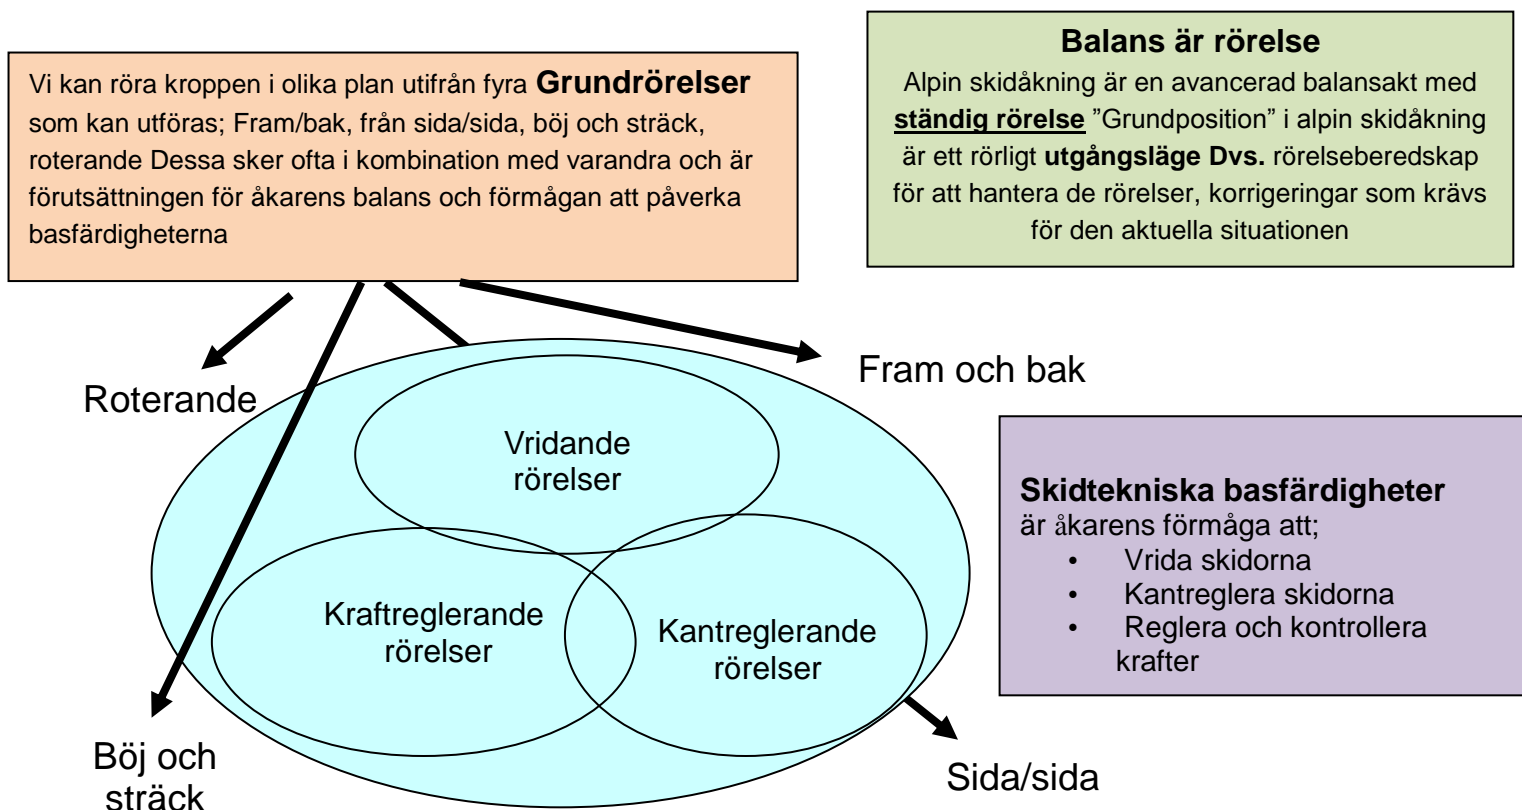 Vi kan röra kroppen i olika plan utifrån fyra Grundrörelser
som kan utföras; Fram/bak, från sida/sida, böj och sträck,
roterande Dessa sker ofta i kombination med varandra och är
förutsättningen för åkarens balans och förmågan att påverka
basfärdigheterna
Balans är rörelse
Alpin skidåkning är en avancerad balansakt med
ständig rörelse ”Grundposition” i alpin skidåkning
är ett rörligt utgångsläge Dvs. rörelseberedskap
för att hantera de rörelser, korrigeringar som krävs
för den aktuella situationen
Roterande
Fram och bak
Vridande
rörelser
Kraftreglerande
rörelser
Kantreglerande
rörelser
Skidtekniska basfärdigheter
är åkarens förmåga att;
• Vrida skidorna
• Kantreglera skidorna
• Reglera och kontrollera
krafter
Böj och
sträck
Sida/sida